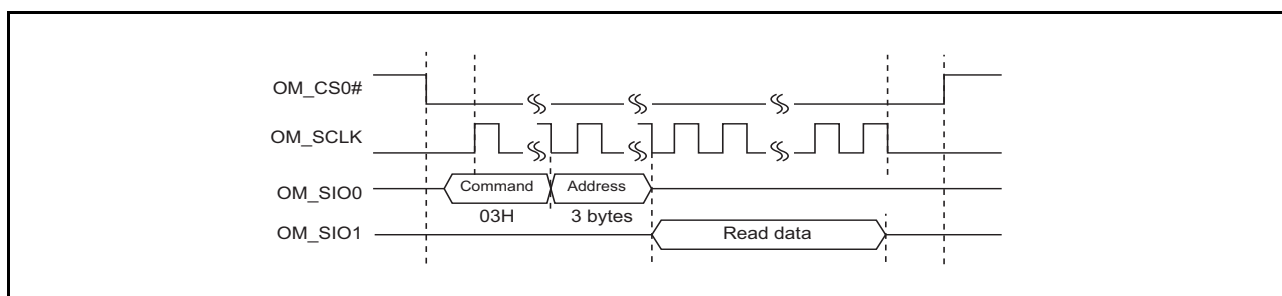 OM_CS0#
OM_SCLK
OM_SIO0
Command
Address
03H
3 bytes
OM_SIO1
Read data